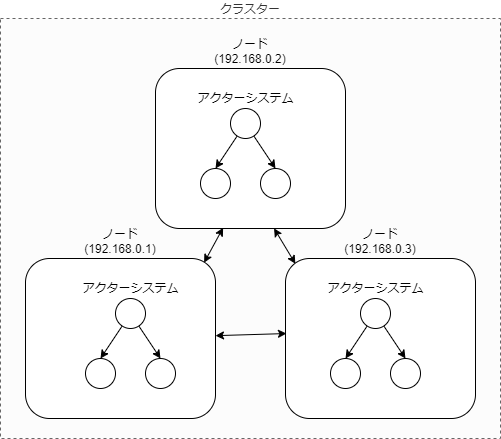 クラスター
ノード
(192.168.0.2)
アクターシステム
ノード
(192.168.0.1)
アクターシステム
ノード
(192.168.0.3)
アクターシステム